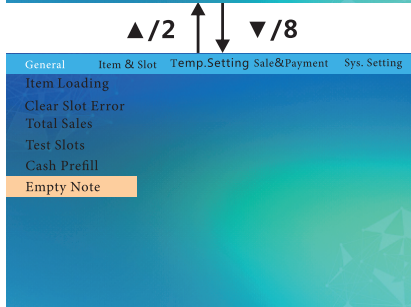 ▲/2 ▼/8
General Item & Slot Temp.Setting Sale&Payment Sys. Setting
Item Loading
Clear Slot Error
Total Sales
Test Slots
Cash Prefill
Empty Note